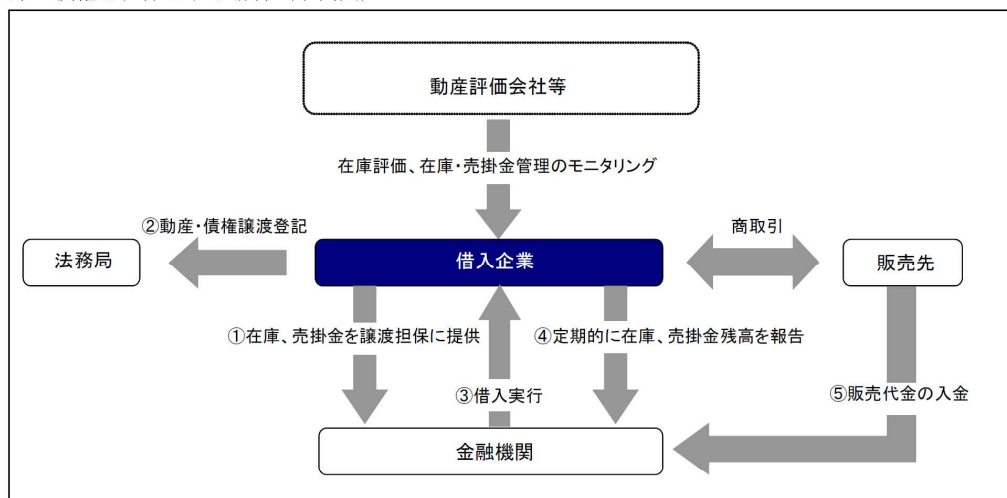 動産評価会社等
在庫評価、在庫・売掛金管理のモニタリング
②動産・債権譲渡登記
商取引
法務局
借入企業
販売先
①在庫、売掛金を譲渡担保に提供
④定期的に在庫、売掛金残高を報告
③借入実行
⑤販売代金の入金
金融機関